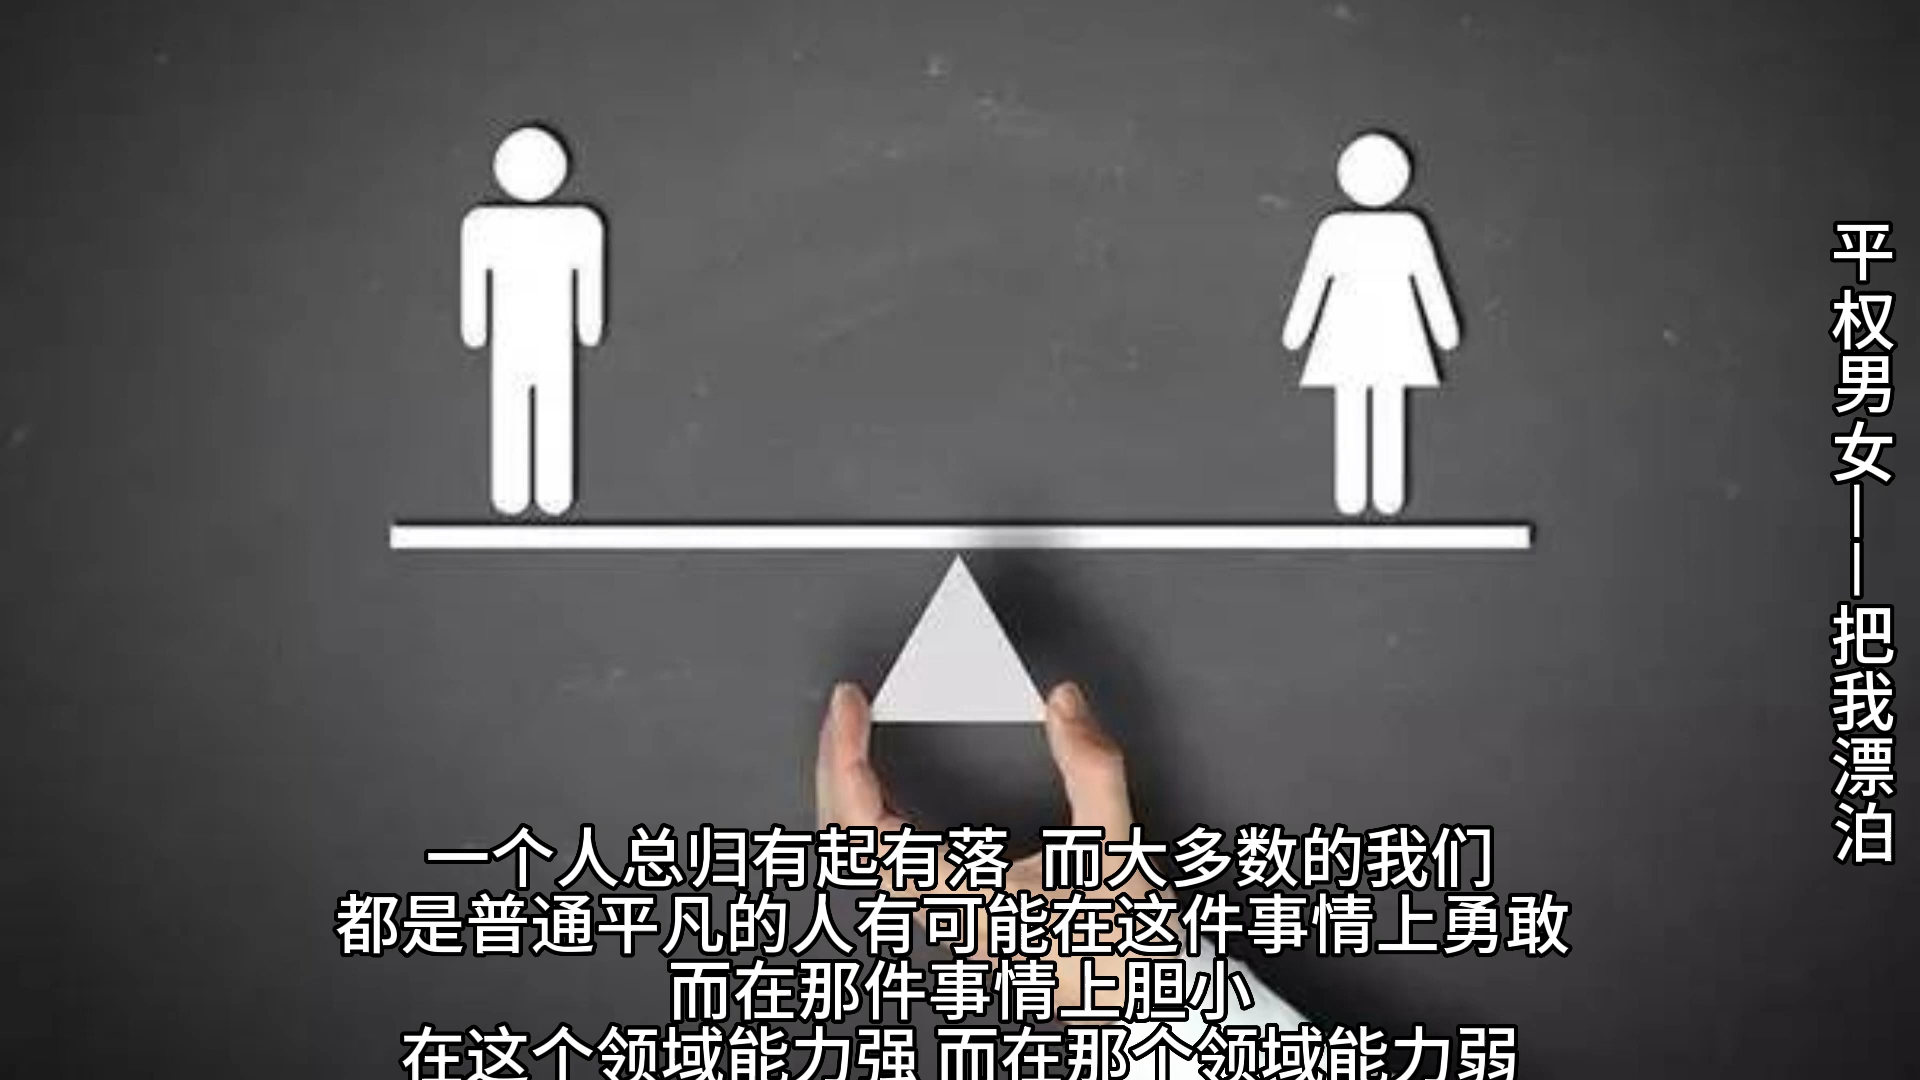 平权男女——把我漂泊
一个人总归有起有落 而大多数的我们
都是普通平凡的人有可能在这件事情上勇敢
而在那件事情上胆小
在这个领域能力强 而在那个领域能力弱